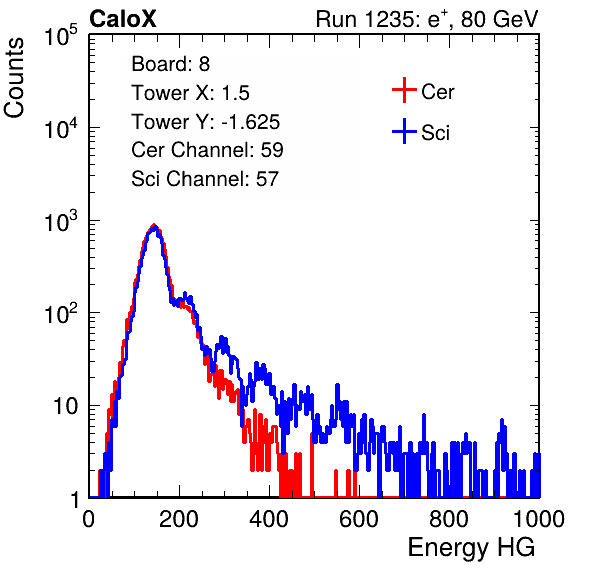 CaloX Run 1235: e⁺, 80 GeV
Counts
Board: 8
Tower X: 1.5
Tower Y: -1.625
Cer Channel: 59
Sci Channel: 57
Cer
Sci
10⁵
10⁴
10³
10²
10
1
0 200 400 600 800 1000
Energy HG